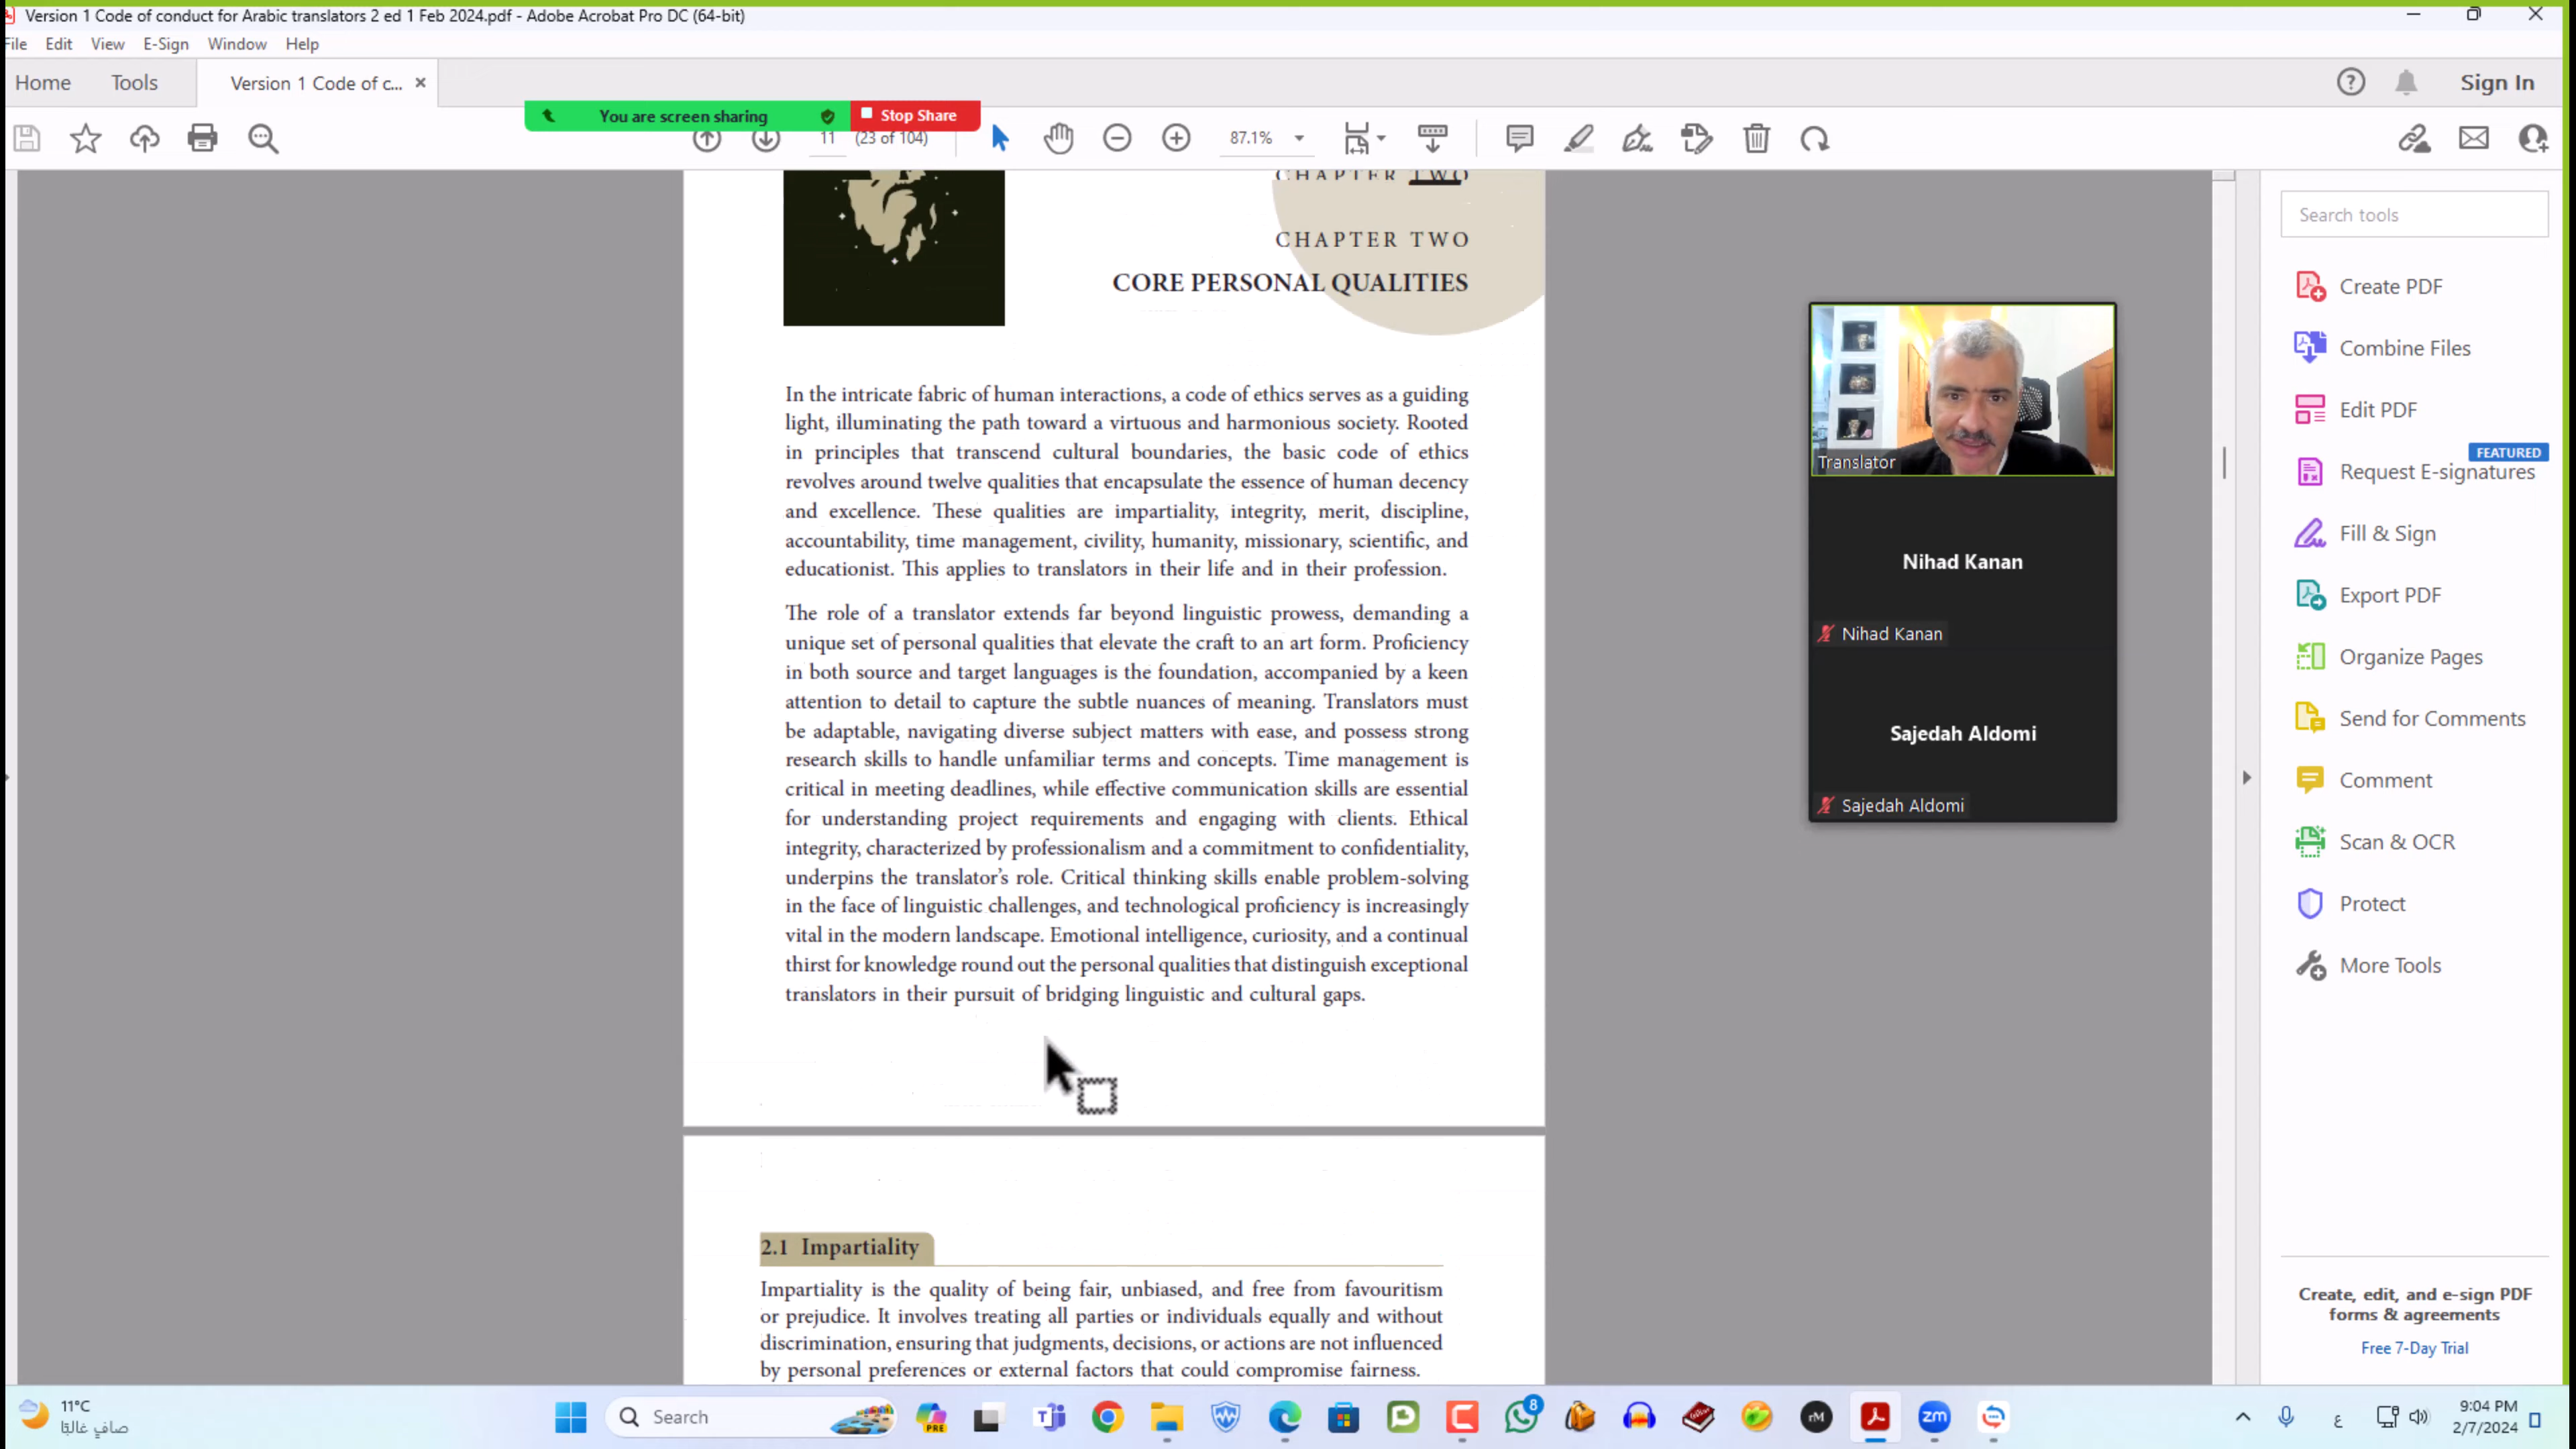 Version 1 Code of conduct for Arabic translators 2 ed 1 Feb 2024.pdf - Adobe Acrobat Pro DC (64-bit)
File Edit View E-Sign Window Help
Home Tools Version 1 Code of c... ×
Sign In
You are screen sharing
Stop Share
11 (23 of 104)
87.1%
CHAPTER TWO
CHAPTER TWO
CORE PERSONAL QUALITIES
In the intricate fabric of human interactions, a code of ethics serves as a guiding
light, illuminating the path toward a virtuous and harmonious society. Rooted
in principles that transcend cultural boundaries, the basic code of ethics
revolves around twelve qualities that encapsulate the essence of human decency
and excellence. These qualities are impartiality, integrity, merit, discipline,
accountability, time management, civility, humanity, missionary, scientific, and
educationist. This applies to translators in their life and in their profession.
The role of a translator extends far beyond linguistic prowess, demanding a
unique set of personal qualities that elevate the craft to an art form. Proficiency
in both source and target languages is the foundation, accompanied by a keen
attention to detail to capture the subtle nuances of meaning. Translators must
be adaptable, navigating diverse subject matters with ease, and possess strong
research skills to handle unfamiliar terms and concepts. Time management is
critical in meeting deadlines, while effective communication skills are essential
for understanding project requirements and engaging with clients. Ethical
integrity, characterized by professionalism and a commitment to confidentiality,
underpins the translator's role. Critical thinking skills enable problem-solving
in the face of linguistic challenges, and technological proficiency is increasingly
vital in the modern landscape. Emotional intelligence, curiosity, and a continual
thirst for knowledge round out the personal qualities that distinguish exceptional
translators in their pursuit of bridging linguistic and cultural gaps.
2.1 Impartiality
Impartiality is the quality of being fair, unbiased, and free from favouritism
or prejudice. It involves treating all parties or individuals equally and without
discrimination, ensuring that judgments, decisions, or actions are not influenced
by personal preferences or external factors that could compromise fairness.
Translator
Nihad Kanan
Nihad Kanan
Sajedah Aldomi
Sajedah Aldomi
Search tools
Create PDF
Combine Files
Edit PDF
FEATURED
Request E-signatures
Fill & Sign
Export PDF
Organize Pages
Send for Comments
Comment
Scan & OCR
Protect
More Tools
Create, edit, and e-sign PDF
forms & agreements
Free 7-Day Trial
11°C
صافٍ غالبًا
Search
PRE
8
rM
zm
ع
9:04 PM
2/7/2024